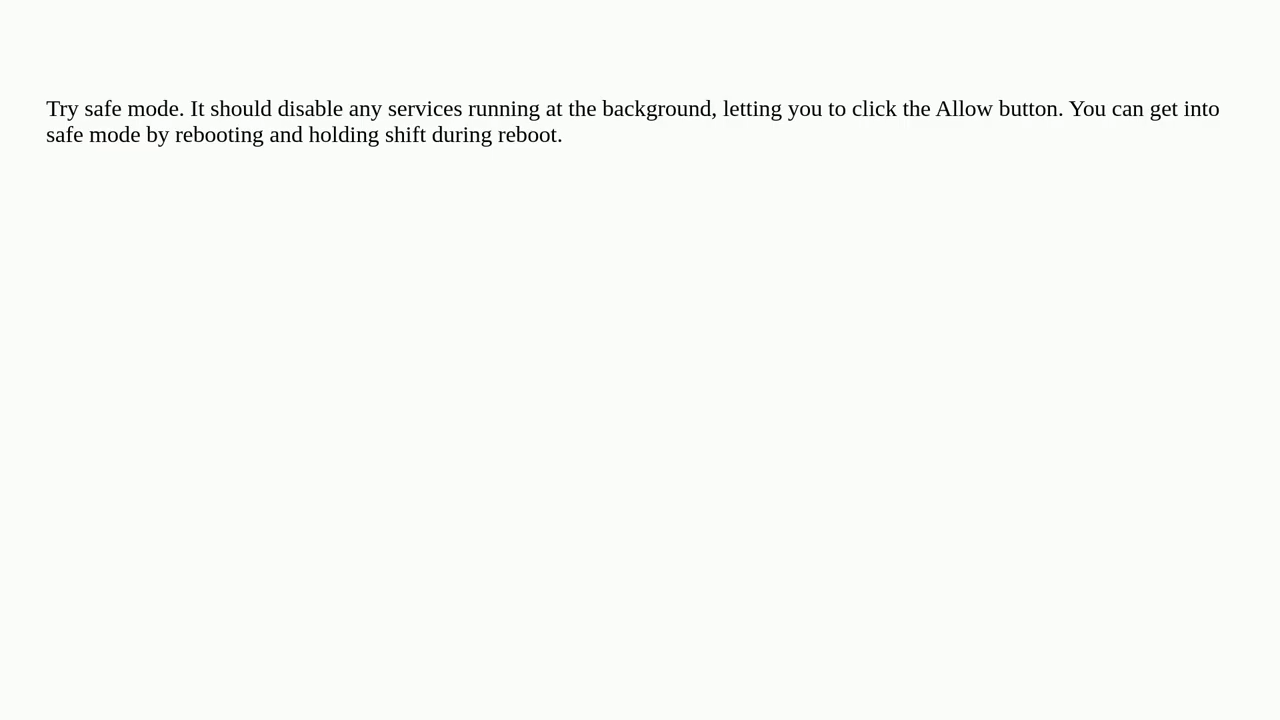 Try safe mode. It should disable any services running at the background, letting you to click the Allow button. You can get into
safe mode by rebooting and holding shift during reboot.